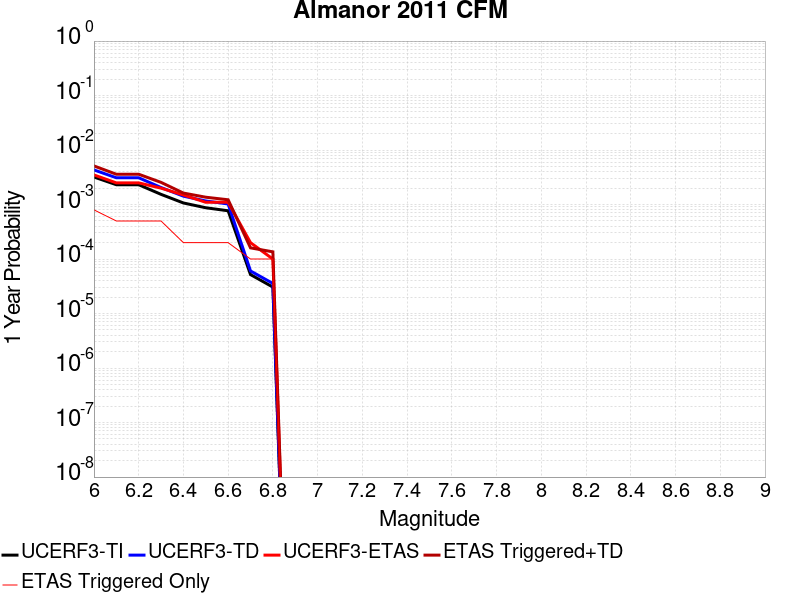 Almanor 2011 CFM
10^0
10^-1
10^-2
10^-3
10^-4
10^-5
10^-6
10^-7
10^-8
1 Year Probability
6 6.2 6.4 6.6 6.8 7 7.2 7.4 7.6 7.8 8 8.2 8.4 8.6 8.8 9
Magnitude
UCERF3-TI UCERF3-TD UCERF3-ETAS ETAS Triggered+TD
ETAS Triggered Only